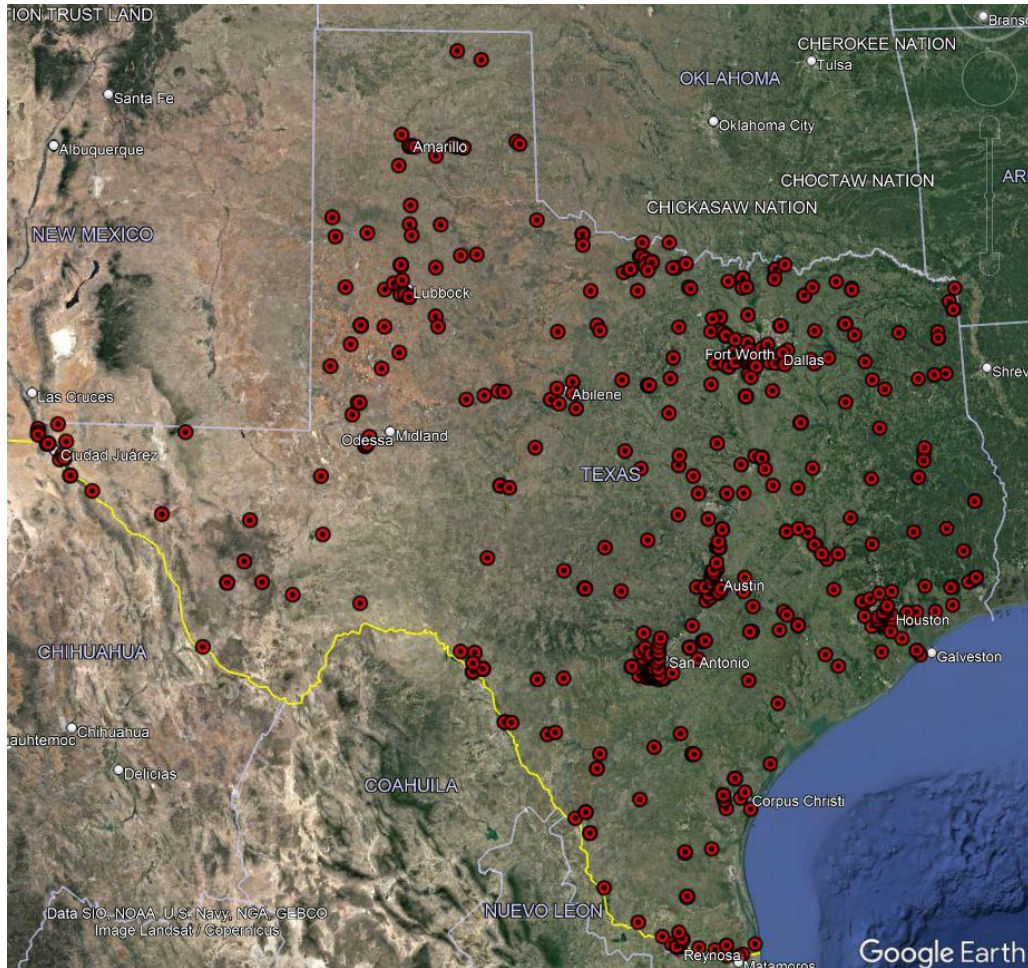 ION TRUST LAND
Branso
CHEROKEE NATION
Tulsa
OKLAHOMA
Santa Fe
Amarillo
Oklahoma City
Albuquerque
CHOCTAW NATION
AR
CHICKASAW NATION
NEW MEXICO
Lubbock
Fort Worth
Dallas
Shrev
Las Cruces
Abilene
Odessa
Midland
Ciudad Juárez
TEXAS
Austin
Houston
CHIHUAHUA
San Antonio
Galveston
Chihuahua
auhtemoc
Delicias
COAHUILA
Corpus Christi
Data SIO, NOAA, U.S. Navy, NGA, GEBCO
Image Landsat / Copernicus
NUEVO LEON
Reynosa
Matamoros
Google Earth